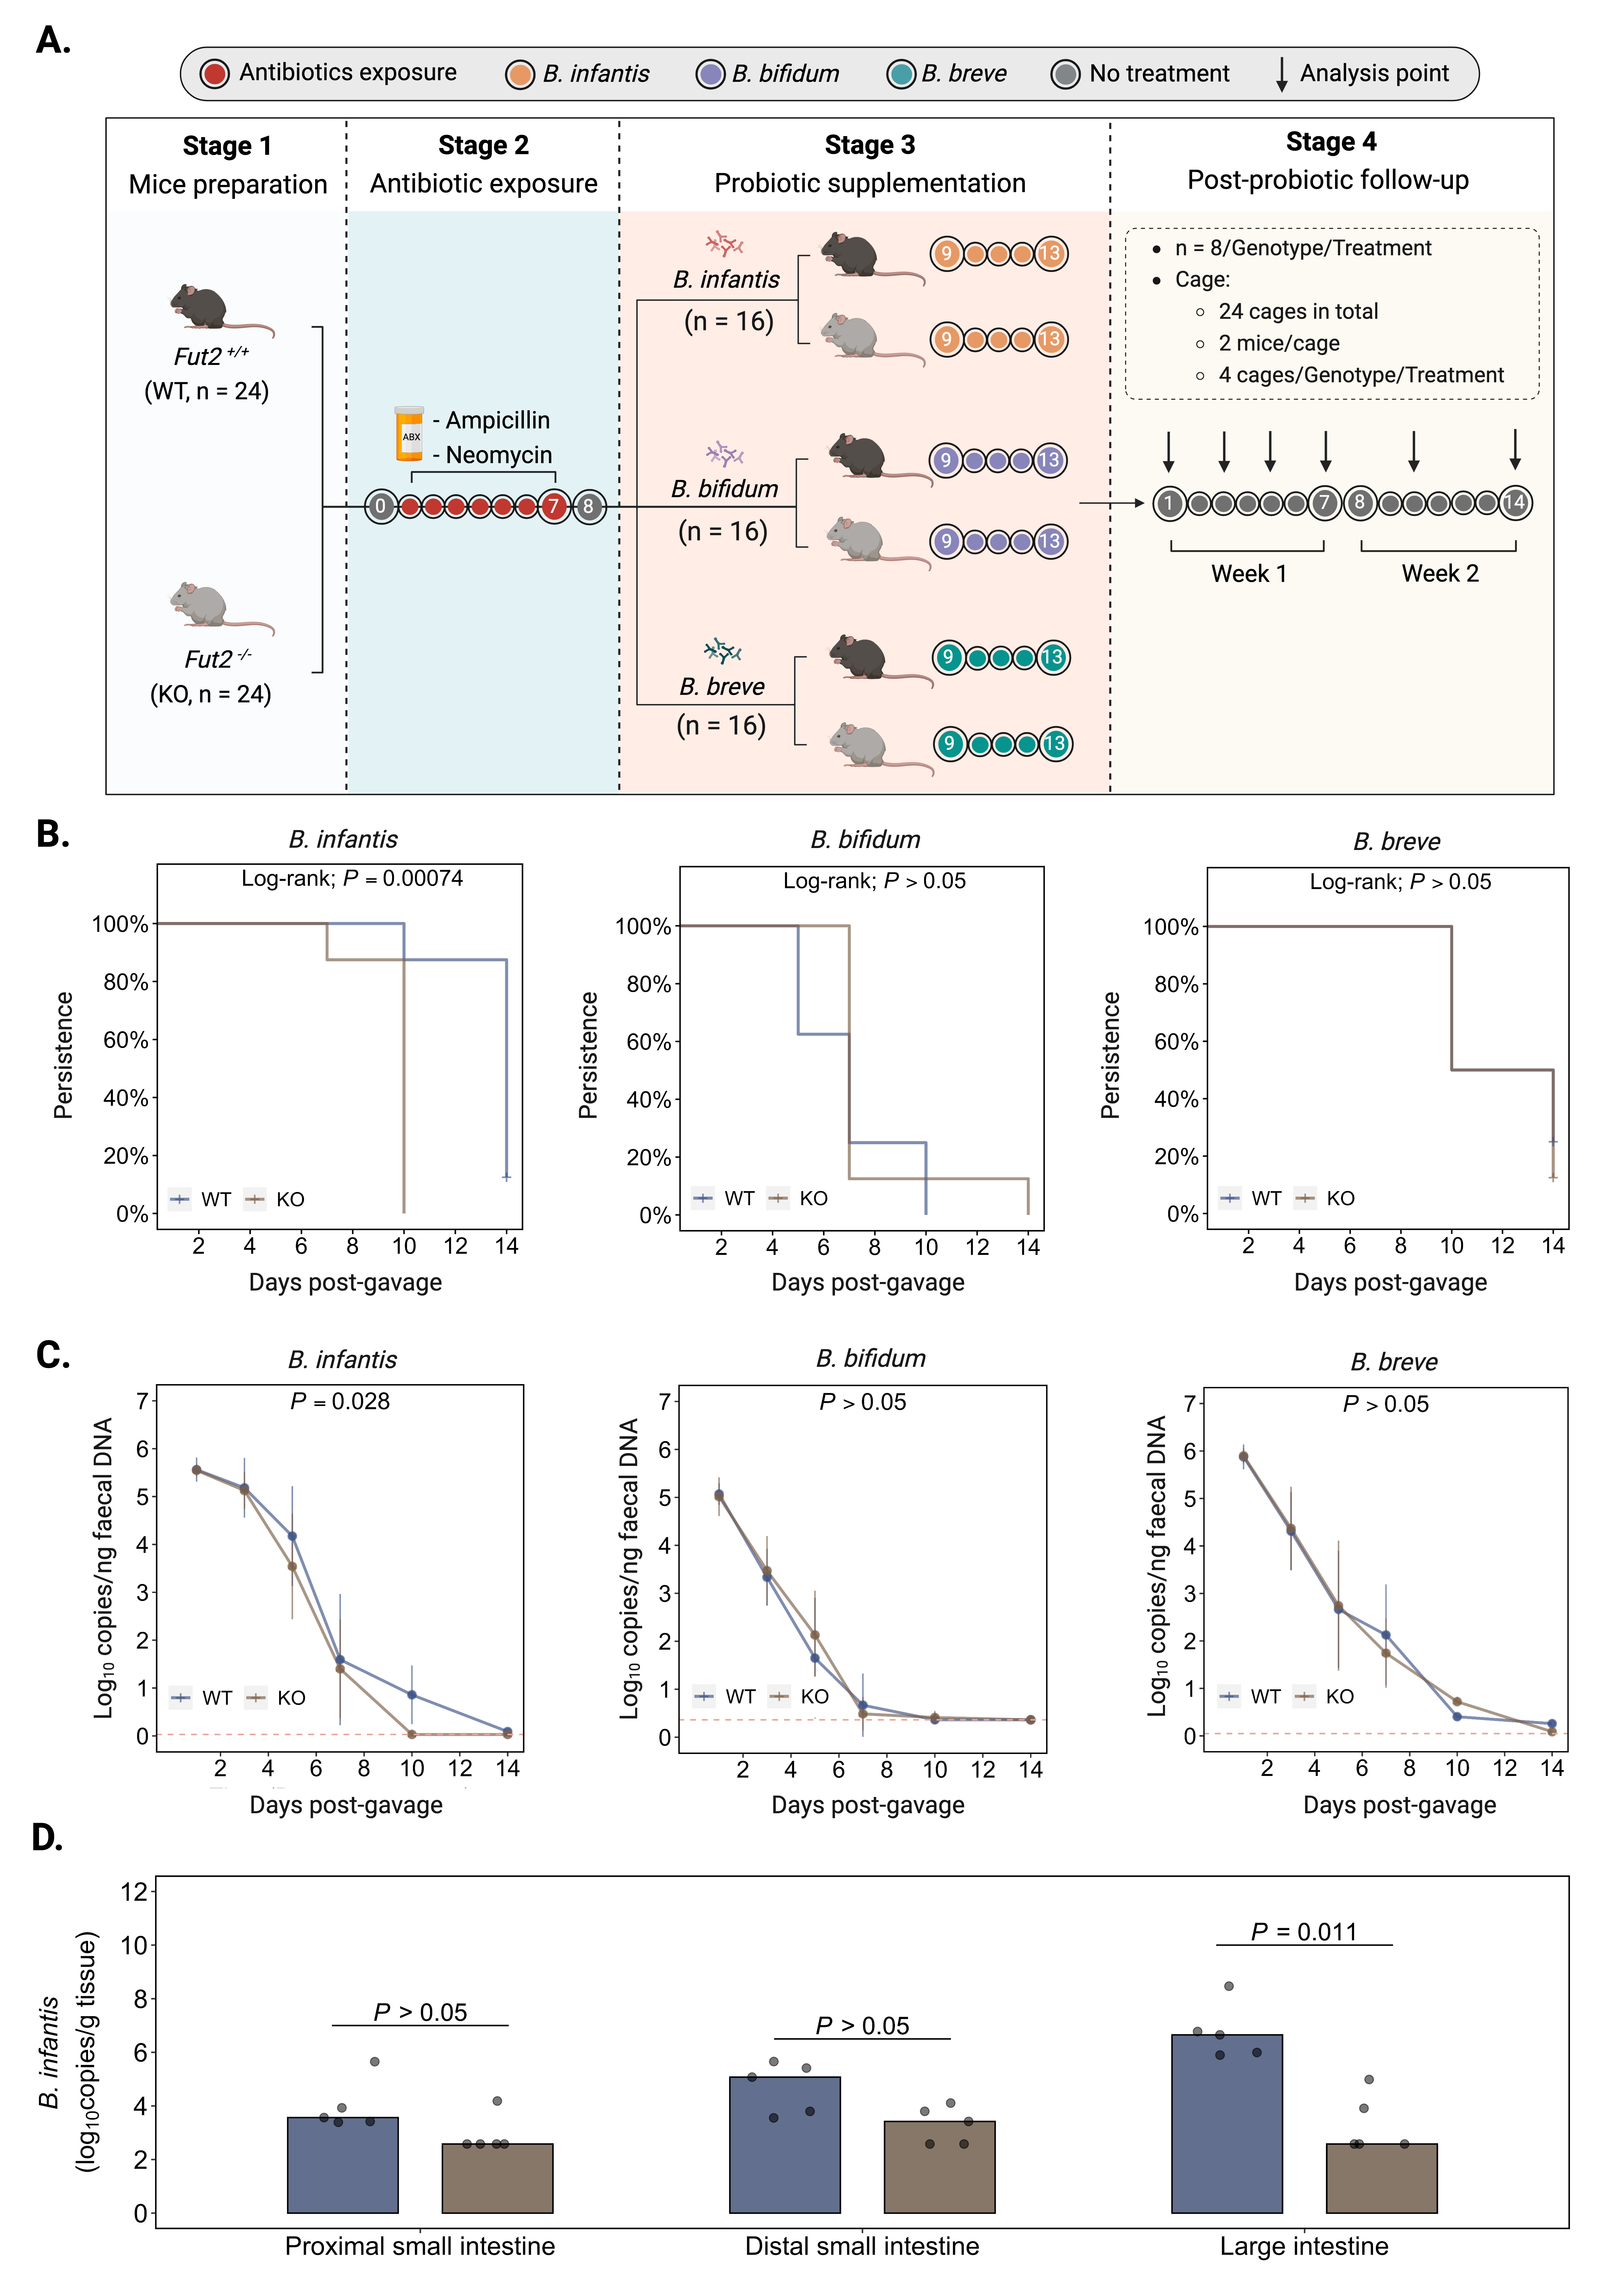 A.
Antibiotics exposure B. infantis B. bifidum B. breve No treatment Analysis point
Stage 1
Mice preparation
Stage 2
Antibiotic exposure
Stage 3
Probiotic supplementation
Stage 4
Post-probiotic follow-up
Fut2 +/+
(WT, n = 24)
Fut2 -/-
(KO, n = 24)
ABX
- Ampicillin
- Neomycin
0 7 8
B. infantis
(n = 16)
9 13
9 13
B. bifidum
(n = 16)
9 13
9 13
B. breve
(n = 16)
9 13
9 13
• n = 8/Genotype/Treatment
• Cage:
○ 24 cages in total
○ 2 mice/cage
○ 4 cages/Genotype/Treatment
1 7 8 14
Week 1 Week 2
B.
B. infantis
Log-rank; P = 0.00074
Persistence
100%
80%
60%
40%
20%
0%
WT KO
2 4 6 8 10 12 14
Days post-gavage
B. bifidum
Log-rank; P > 0.05
Persistence
100%
80%
60%
40%
20%
0%
WT KO
2 4 6 8 10 12 14
Days post-gavage
B. breve
Log-rank; P > 0.05
Persistence
100%
80%
60%
40%
20%
0%
WT KO
2 4 6 8 10 12 14
Days post-gavage
C.
B. infantis
P = 0.028
Log10 copies/ng faecal DNA
7
6
5
4
3
2
1
0
WT KO
2 4 6 8 10 12 14
Days post-gavage
B. bifidum
P > 0.05
Log10 copies/ng faecal DNA
7
6
5
4
3
2
1
0
WT KO
2 4 6 8 10 12 14
Days post-gavage
B. breve
P > 0.05
Log10 copies/ng faecal DNA
7
6
5
4
3
2
1
0
WT KO
2 4 6 8 10 12 14
Days post-gavage
D.
B. infantis
(log10copies/g tissue)
12
10
8
6
4
2
0
P > 0.05
P > 0.05
P = 0.011
Proximal small intestine Distal small intestine Large intestine